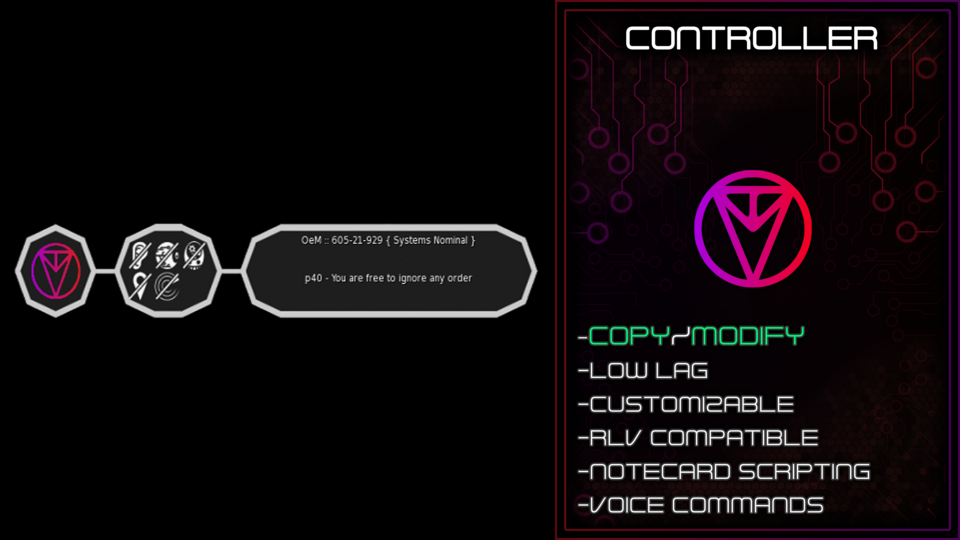 OeM :: 605-21-929 { Systems Nominal }
p40 - You are free to ignore any order
CONTROLLER
-COPY/MODIFY
-LOW LAG
-CUSTOMIZABLE
-RLV COMPATIBLE
-NOTECARD SCRIPTING
-VOICE COMMANDS